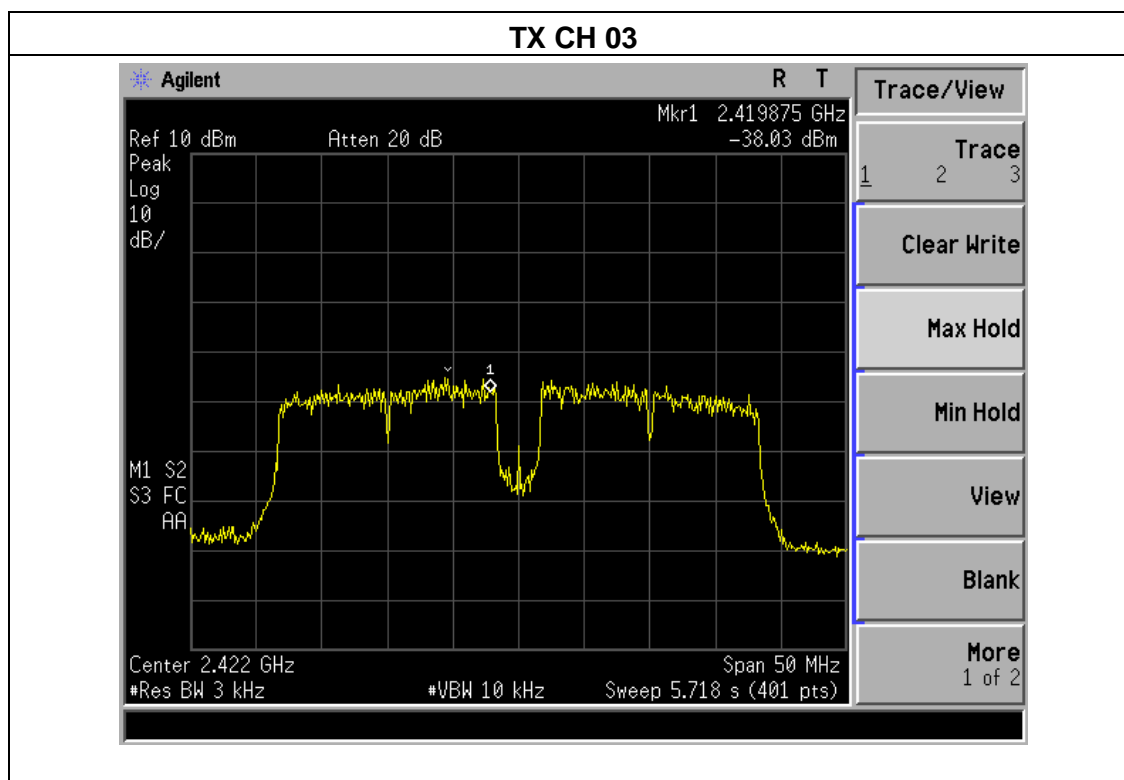 TX CH 03
Agilent R T
Mkr1 2.419875 GHz
Ref 10 dBm Atten 20 dB -38.03 dBm
Peak
Log
10
dB/
1
M1 S2
S3 FC
AA
Center 2.422 GHz Span 50 MHz
#Res BW 3 kHz #VBW 10 kHz Sweep 5.718 s (401 pts)
Trace/View
Trace
1 2 3
Clear Write
Max Hold
Min Hold
View
Blank
More
1 of 2